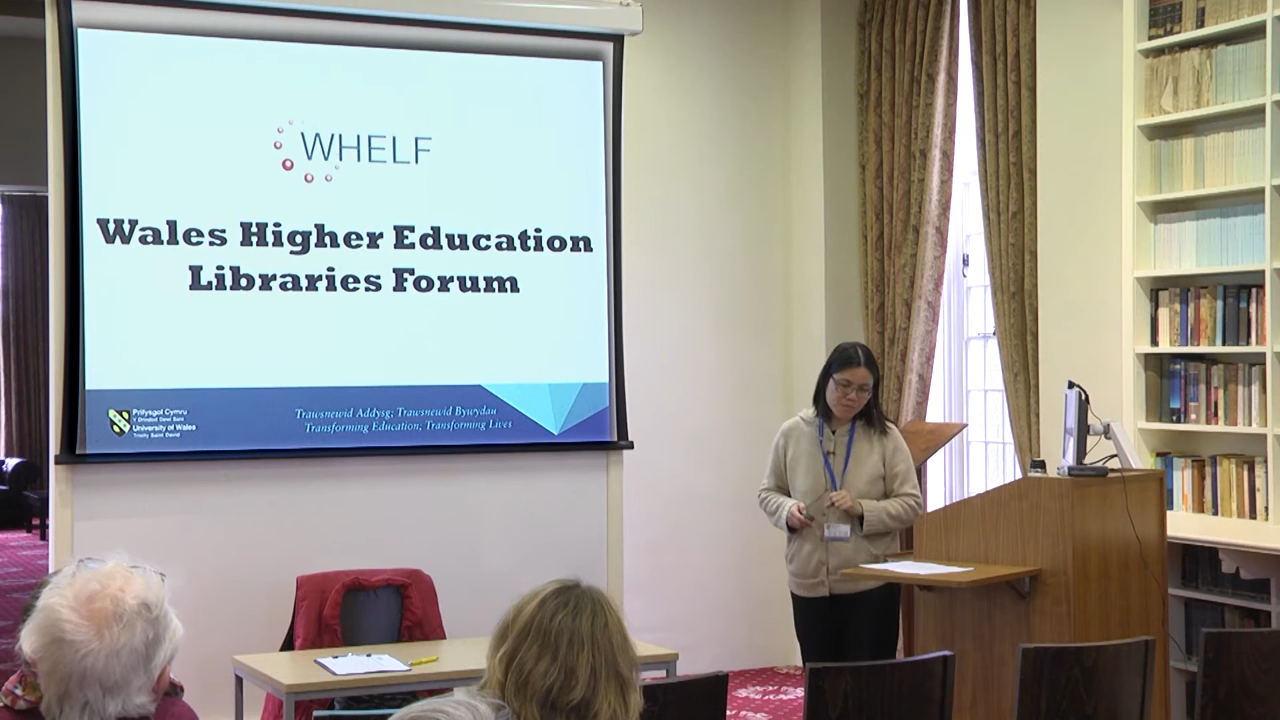 WHELF
Wales Higher Education
Libraries Forum
Prifysgol Cymru
Y Drindod Dewi Sant
University of Wales
Trinity Saint David
Trawsnewid Addysg; Trawsnewid Bywydau
Transforming Education; Transforming Lives